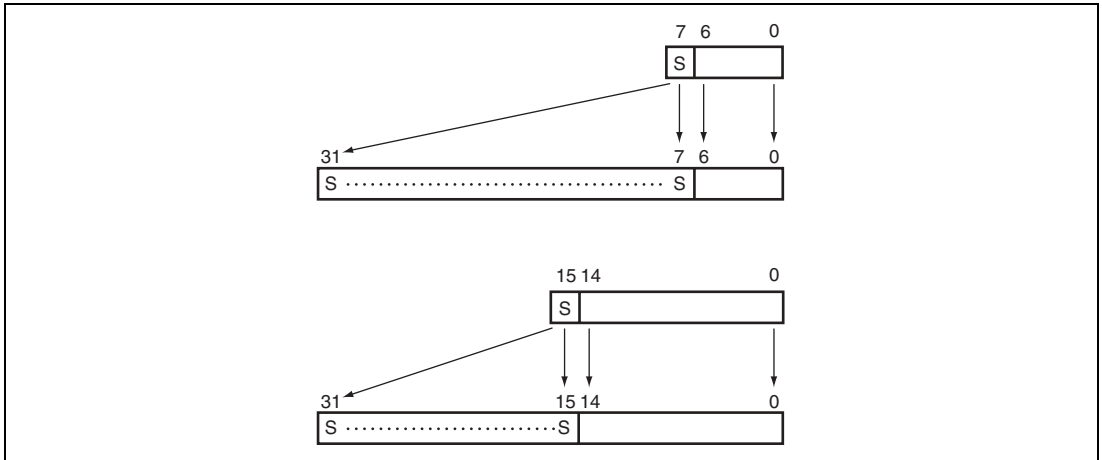 7 6 0
S
31 7 6 0
S ........................................ S
15 14 0
S
31 15 14 0
S ..........................S